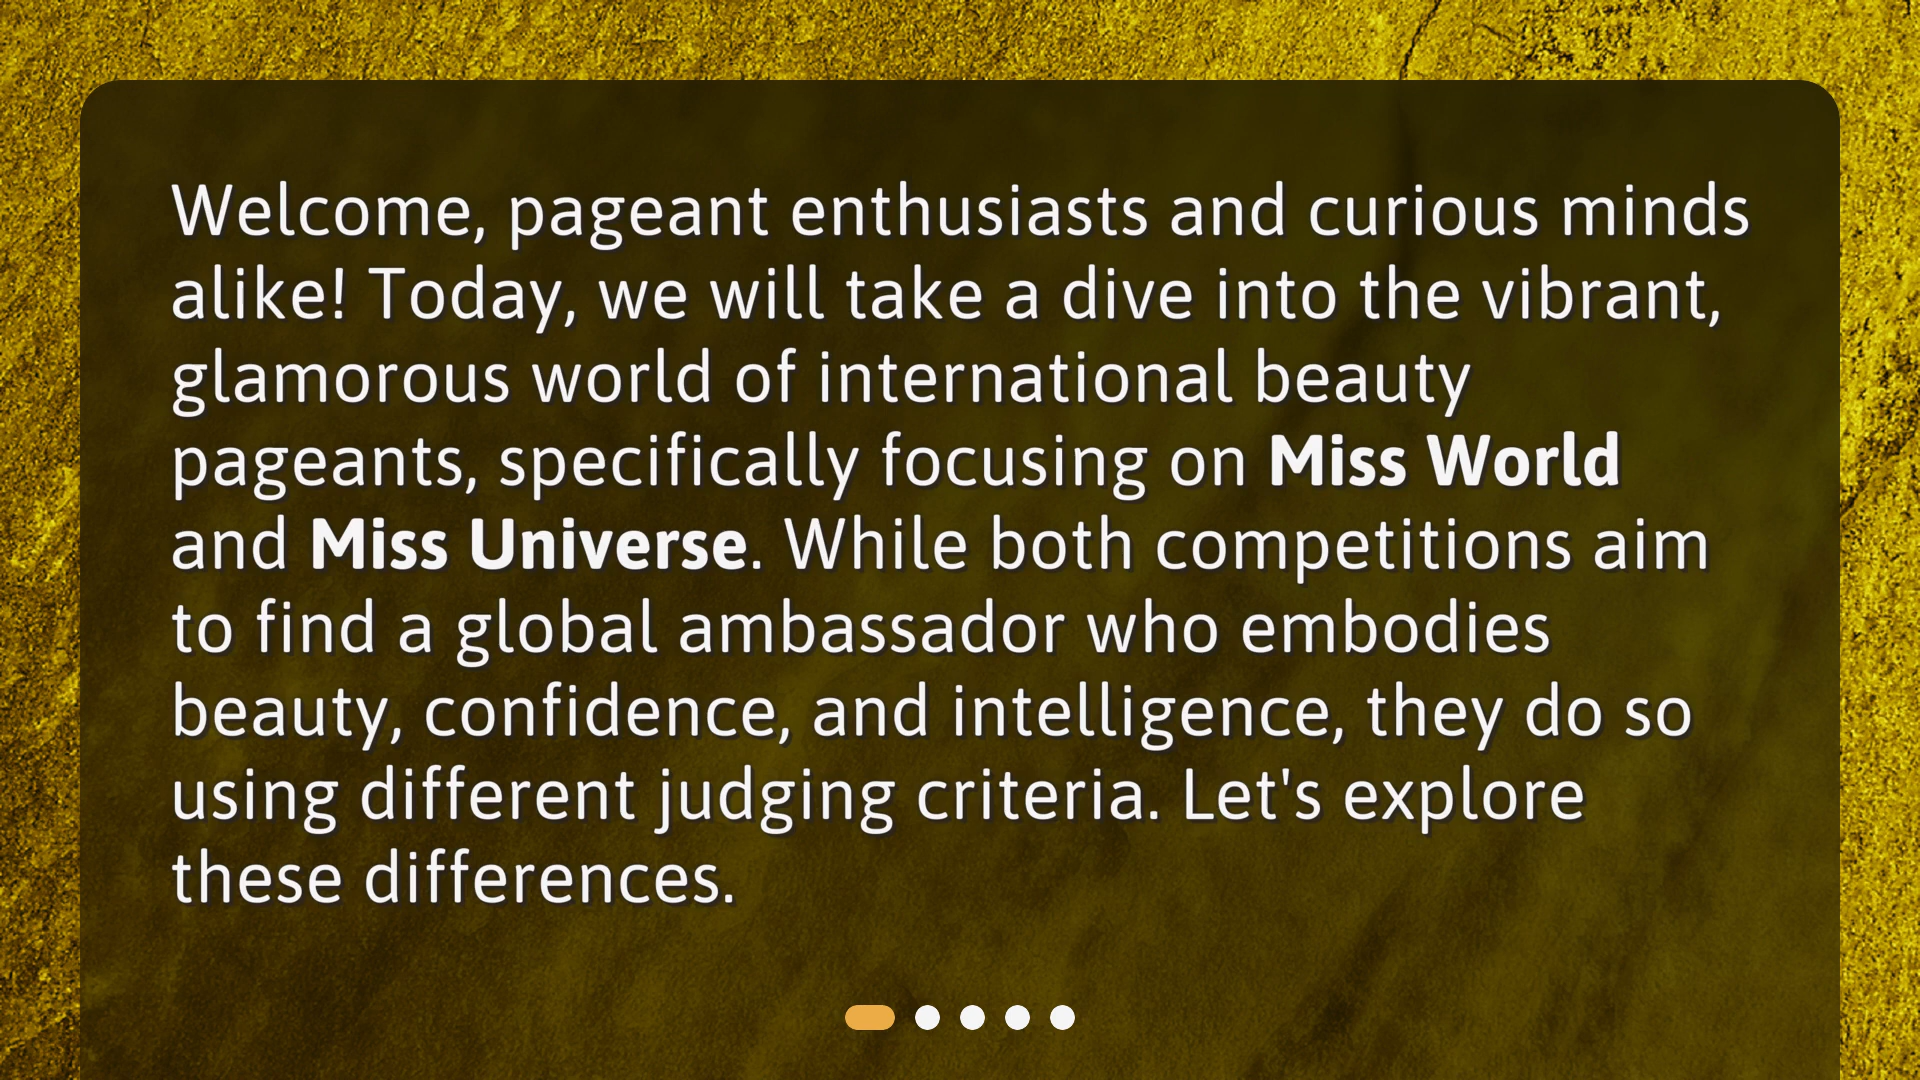 Welcome, pageant enthusiasts and curious minds
alike! Today, we will take a dive into the vibrant,
glamorous world of international beauty
pageants, specifically focusing on Miss World
and Miss Universe. While both competitions aim
to find a global ambassador who embodies
beauty, confidence, and intelligence, they do so
using different judging criteria. Let's explore
these differences.